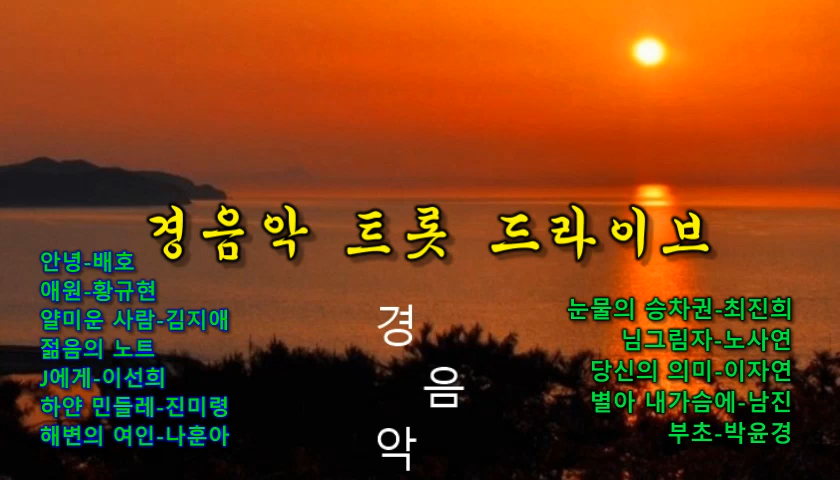 경음악 트롯 드라이브
안녕-배호
애원-황규현
얄미운 사람-김지애
젊음의 노트
J에게-이선희
하얀 민들레-진미령
해변의 여인-나훈아
경
음
악
눈물의 승차권-최진희
님그림자-노사연
당신의 의미-이자연
별아 내가슴에-남진
부초-박윤경